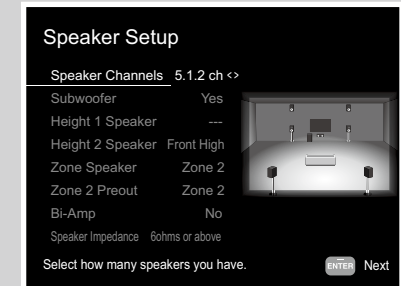 Speaker Setup
Speaker Channels 5.1.2 ch <>
Subwoofer Yes
Height 1 Speaker ---
Height 2 Speaker Front High
Zone Speaker Zone 2
Zone 2 Preout Zone 2
Bi-Amp No
Speaker Impedance 6ohms or above
Select how many speakers you have.
ENTER Next